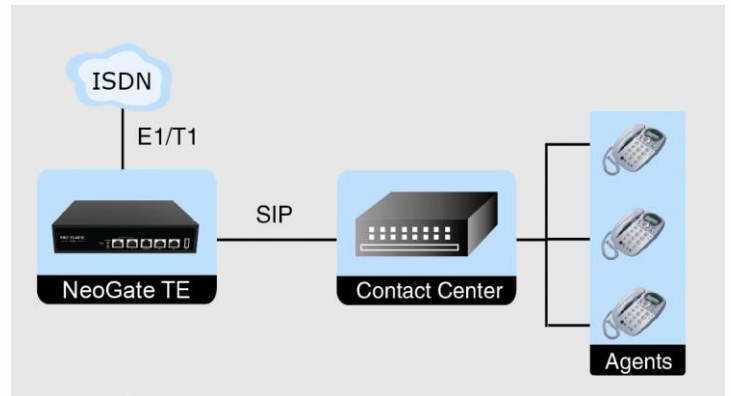 ISDN
E1/T1
SIP
NeoGate TE
Contact Center
Agents